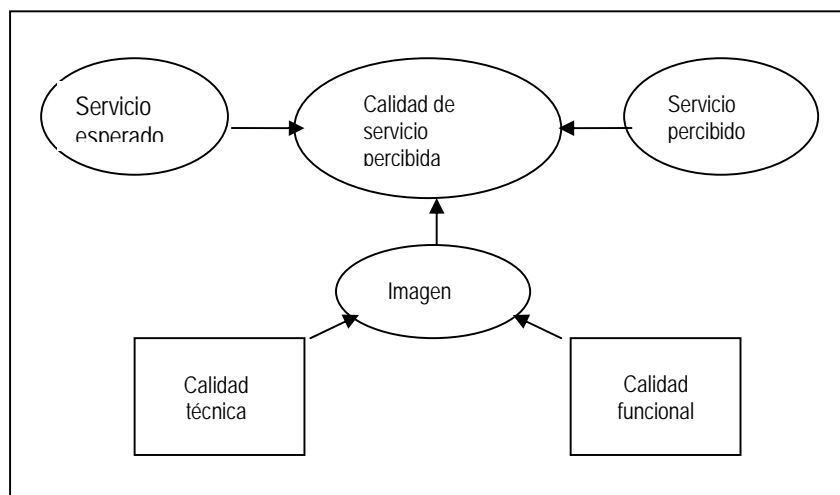 Servicio
esperado
Calidad de
servicio
percibida
Servicio
percibido
Imagen
Calidad
técnica
Calidad
funcional